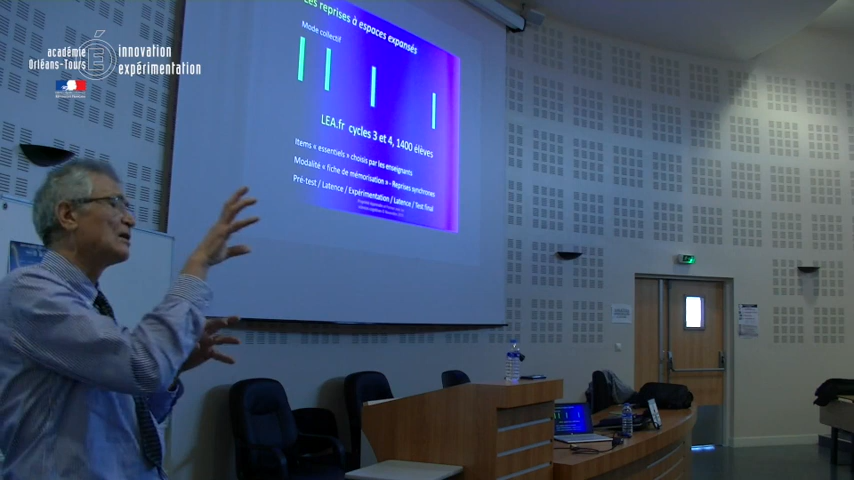 académie
Orléans-Tours
innovation
expérimentation
Les reprises à espaces expansés
Mode collectif
LEA.fr cycles 3 et 4, 1400 élèves
Items « essentiels » choisis par les enseignants
Modalité « fiche de mémorisation » - Reprises synchrones
Pré-test / Latence / Expérimentation / Latence / Test final